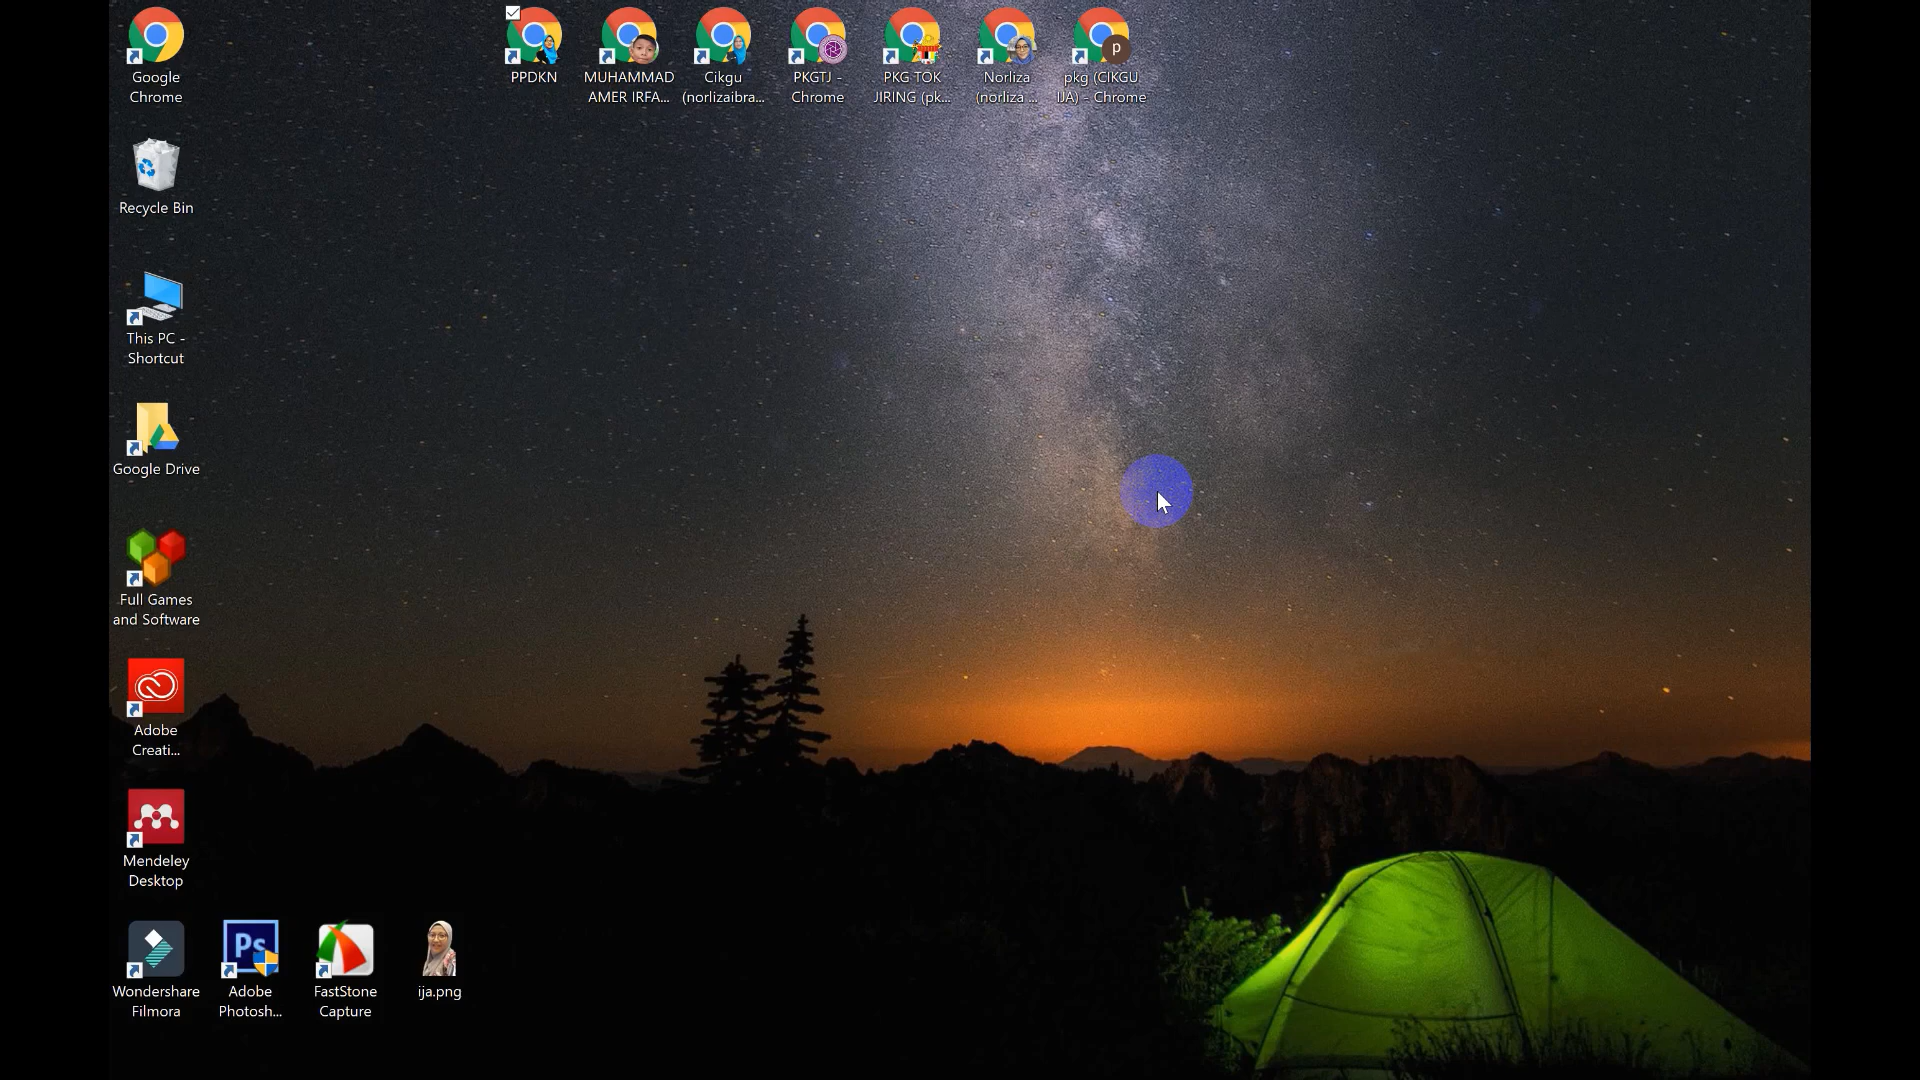 Google
Chrome
PPDKN
MUHAMMAD
AMER IRFA...
Cikgu
(norlizaibra...
PKGTJ -
Chrome
PKG TOK
JIRING (pk...
Norliza
(norliza ...
p
pkg (CIKGU
IJA) - Chrome
Recycle Bin
This PC -
Shortcut
Google Drive
Full Games
and Software
Adobe
Creati...
Mendeley
Desktop
Wondershare
Filmora
Ps
Adobe
Photosh...
FastStone
Capture
ija.png